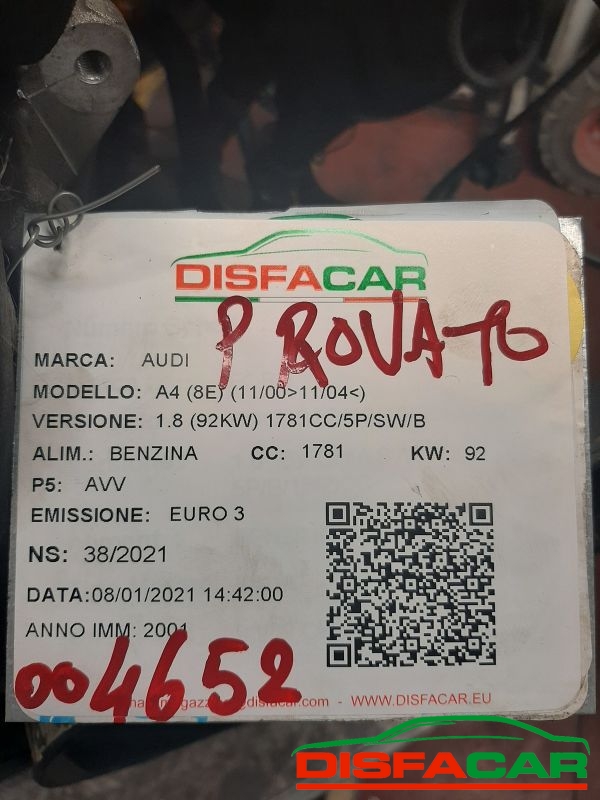 DISFACAR
PROVATO
MARCA: AUDI
MODELLO: A4 (8E) (11/00>11/04<)
VERSIONE: 1.8 (92KW) 1781CC/5P/SW/B
ALIM.: BENZINA CC: 1781 KW: 92
P5: AVV
EMISSIONE: EURO 3
NS: 38/2021
DATA:08/01/2021 14:42:00
ANNO IMM: 2001
004652
disfacar.com - WWW.DISFACAR.EU
DISFACAR